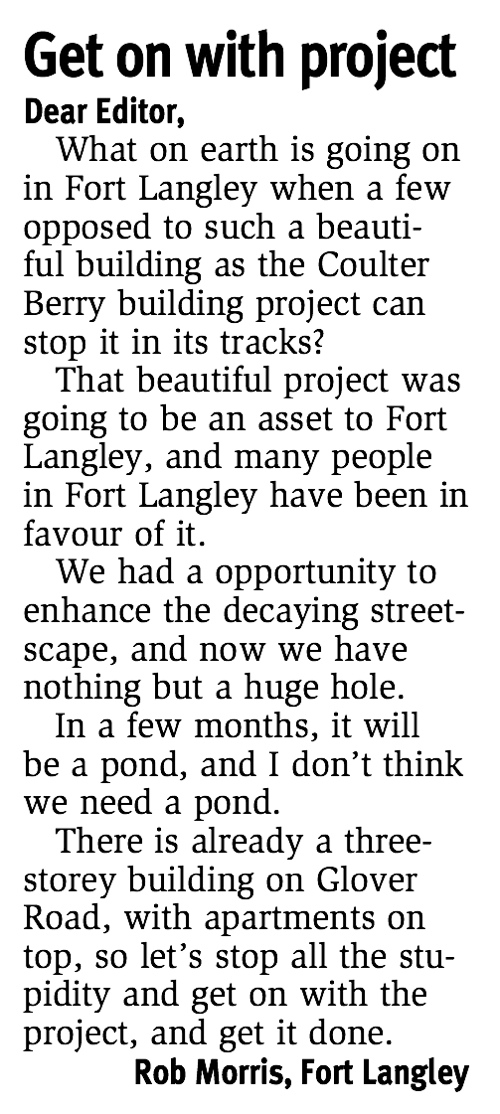 Get on with project
Dear Editor,
What on earth is going on
in Fort Langley when a few
opposed to such a beauti-
ful building as the Coulter
Berry building project can
stop it in its tracks?
That beautiful project was
going to be an asset to Fort
Langley, and many people
in Fort Langley have been in
favour of it.
We had a opportunity to
enhance the decaying street-
scape, and now we have
nothing but a huge hole.
In a few months, it will
be a pond, and I don’t think
we need a pond.
There is already a three-
storey building on Glover
Road, with apartments on
top, so let’s stop all the stu-
pidity and get on with the
project, and get it done.
Rob Morris, Fort Langley